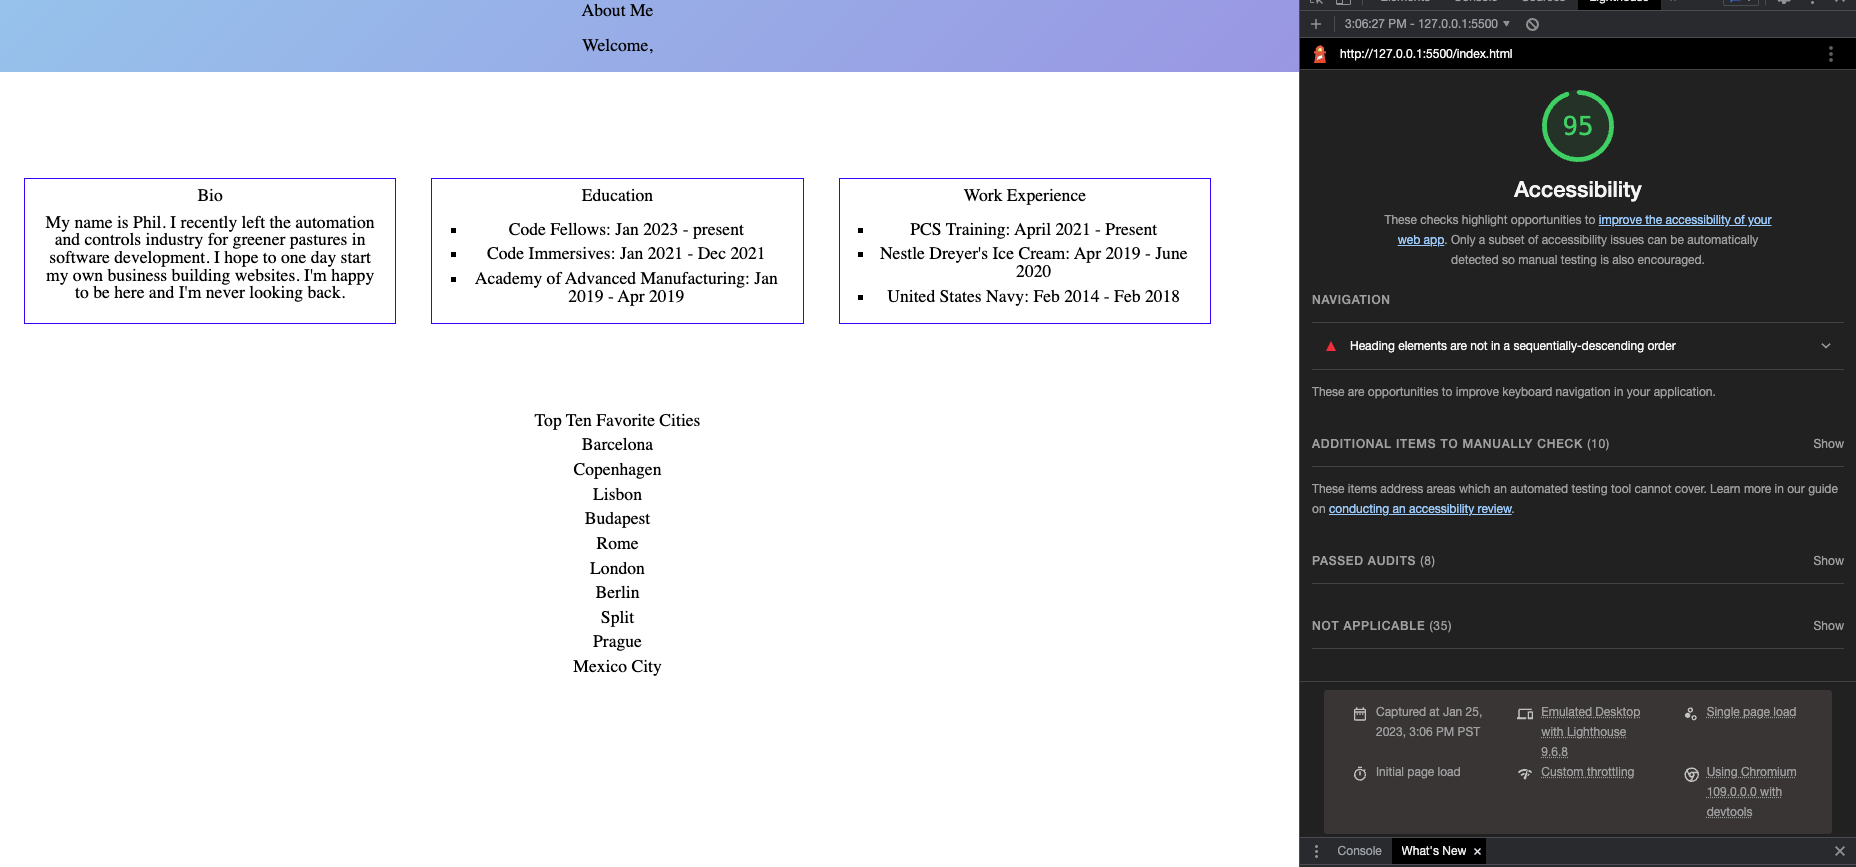 About Me
Welcome,
Bio
My name is Phil. I recently left the automation
and controls industry for greener pastures in
software development. I hope to one day start
my own business building websites. I'm happy
to be here and I'm never looking back.
Education
Code Fellows: Jan 2023 - present
Code Immersives: Jan 2021 - Dec 2021
Academy of Advanced Manufacturing: Jan
2019 - Apr 2019
Work Experience
PCS Training: April 2021 - Present
Nestle Dreyer's Ice Cream: Apr 2019 - June
2020
United States Navy: Feb 2014 - Feb 2018
Top Ten Favorite Cities
Barcelona
Copenhagen
Lisbon
Budapest
Rome
London
Berlin
Split
Prague
Mexico City
3:06:27 PM - 127.0.0.1:5500
http://127.0.0.1:5500/index.html
95
Accessibility
These checks highlight opportunities to improve the accessibility of your
web app. Only a subset of accessibility issues can be automatically
detected so manual testing is also encouraged.
NAVIGATION
Heading elements are not in a sequentially-descending order
These are opportunities to improve keyboard navigation in your application.
ADDITIONAL ITEMS TO MANUALLY CHECK (10) Show
These items address areas which an automated testing tool cannot cover. Learn more in our guide
on conducting an accessibility review.
PASSED AUDITS (8) Show
NOT APPLICABLE (35) Show
Captured at Jan 25,
2023, 3:06 PM PST
Emulated Desktop
with Lighthouse
9.6.8
Single page load
Initial page load
Custom throttling
Using Chromium
109.0.0.0 with
devtools
Console What's New